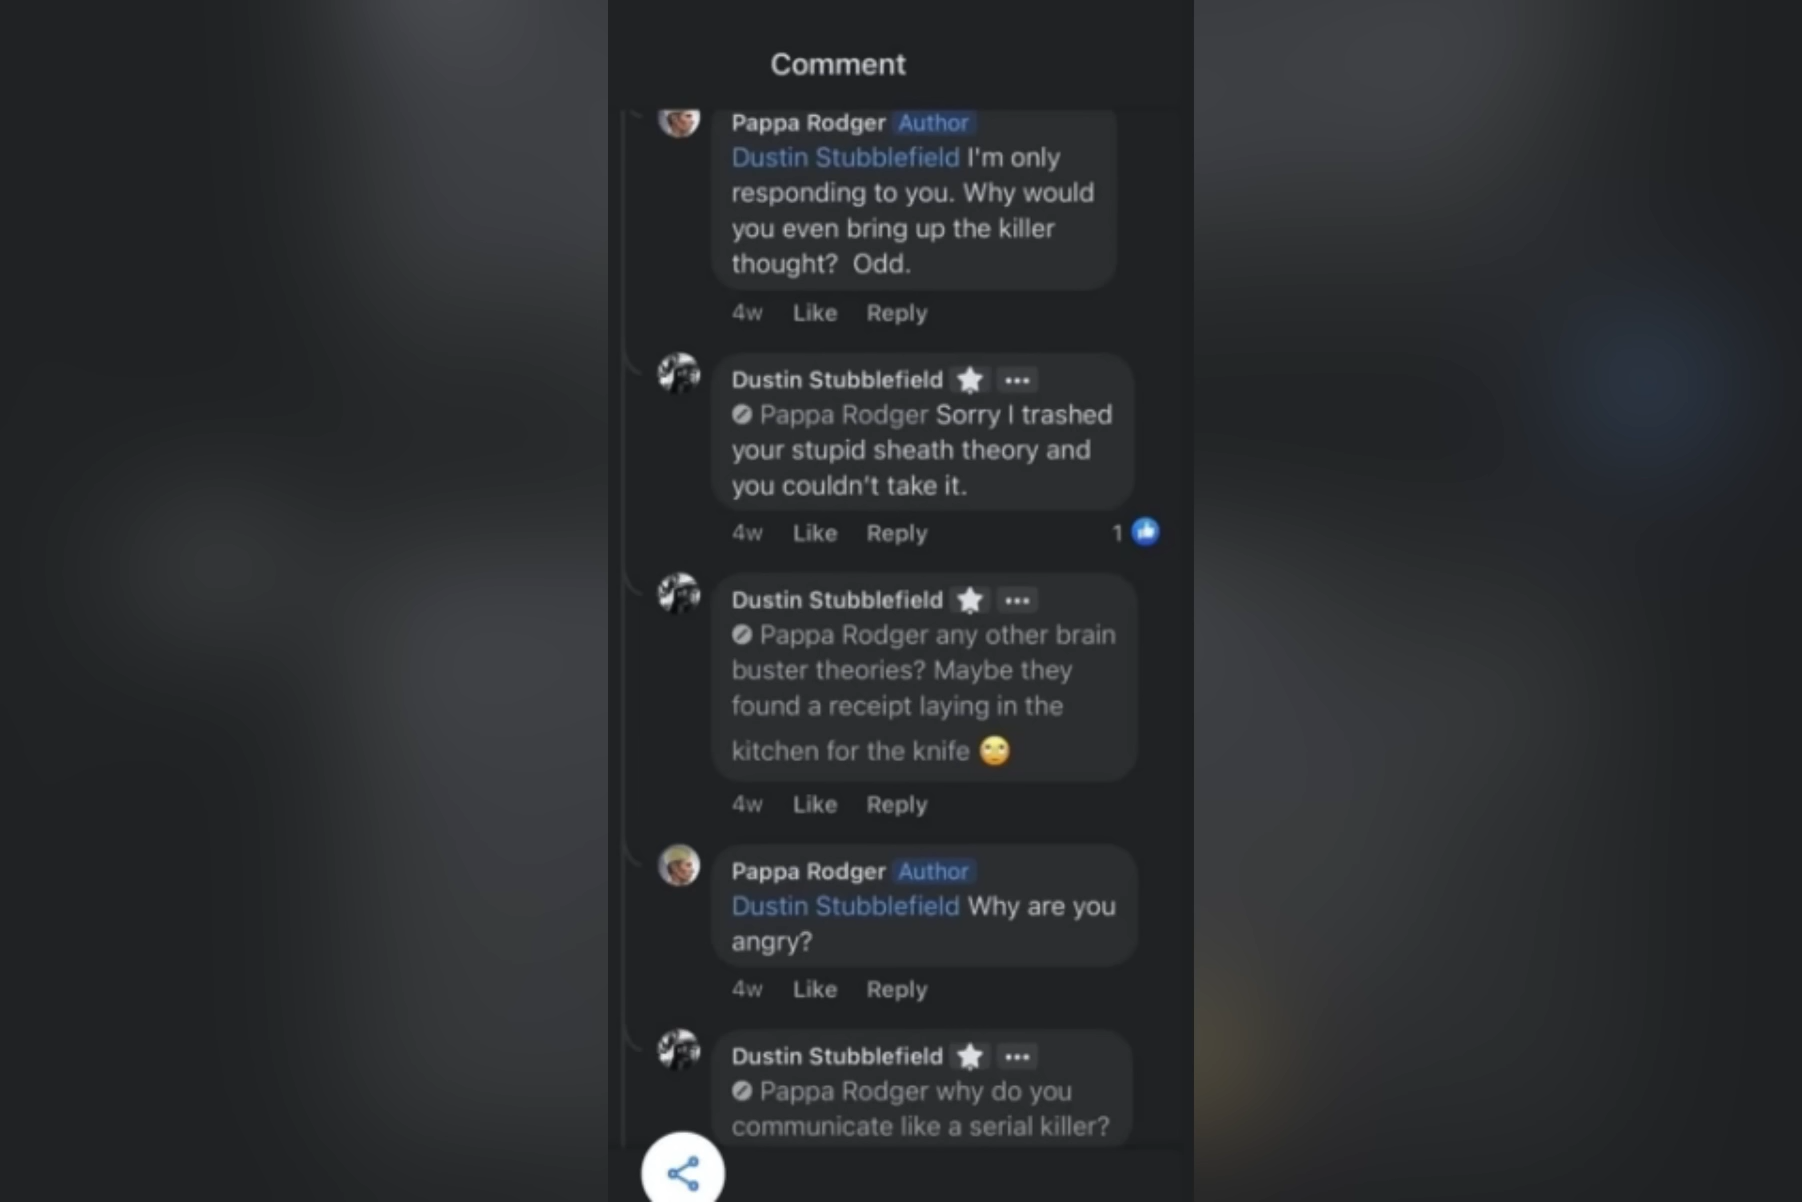 Comment
Pappa Rodger Author
Dustin Stubblefield I'm only
responding to you. Why would
you even bring up the killer
thought?  Odd.
4w Like Reply
Dustin Stubblefield
Pappa Rodger Sorry I trashed
your stupid sheath theory and
you couldn't take it.
4w Like Reply 1
Dustin Stubblefield
Pappa Rodger any other brain
buster theories? Maybe they
found a receipt laying in the
kitchen for the knife 🙄
4w Like Reply
Pappa Rodger Author
Dustin Stubblefield Why are you
angry?
4w Like Reply
Dustin Stubblefield
Pappa Rodger why do you
communicate like a serial killer?